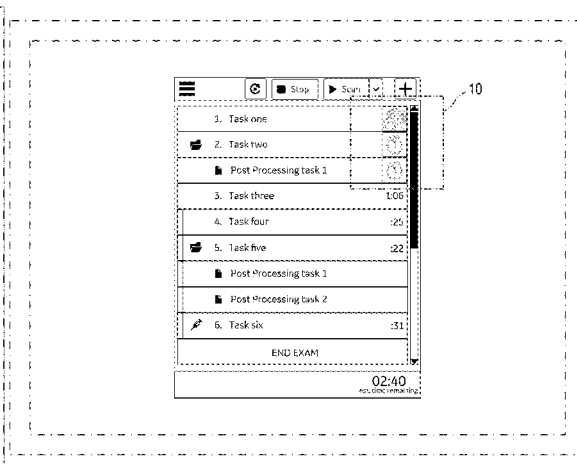 Stop
Scan
10
1. Task one
2. Task two
Post Processing task 1
3. Task three 1:06
4. Task four :25
5. Task five :22
Post Processing task 1
Post Processing task 2
6. Task six :31
END EXAM
02:40
est. time remaining